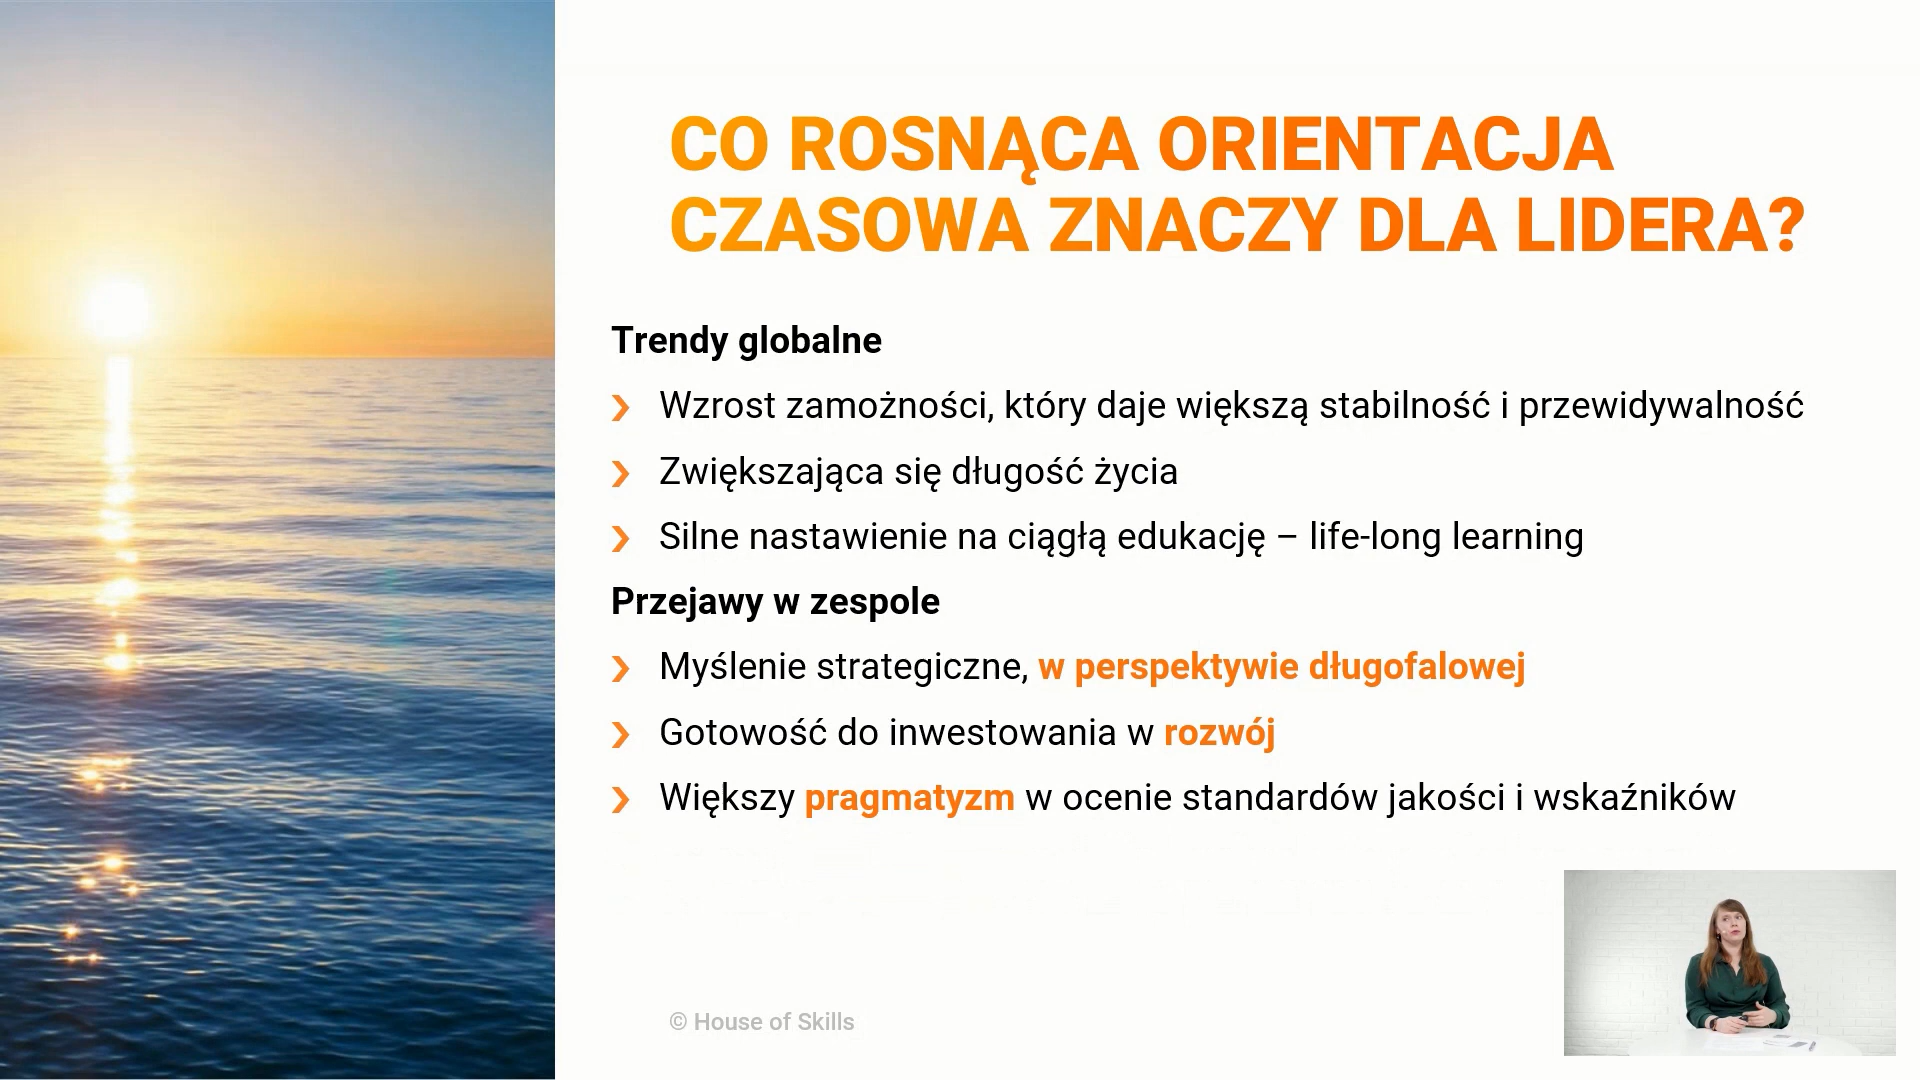 CO ROSNĄCA ORIENTACJA
CZASOWA ZNACZY DLA LIDERA?
Trendy globalne
Wzrost zamożności, który daje większą stabilność i przewidywalność
Zwiększająca się długość życia
Silne nastawienie na ciągłą edukację – life-long learning
Przejawy w zespole
Myślenie strategiczne, w perspektywie długofalowej
Gotowość do inwestowania w rozwój
Większy pragmatyzm w ocenie standardów jakości i wskaźników
© House of Skills